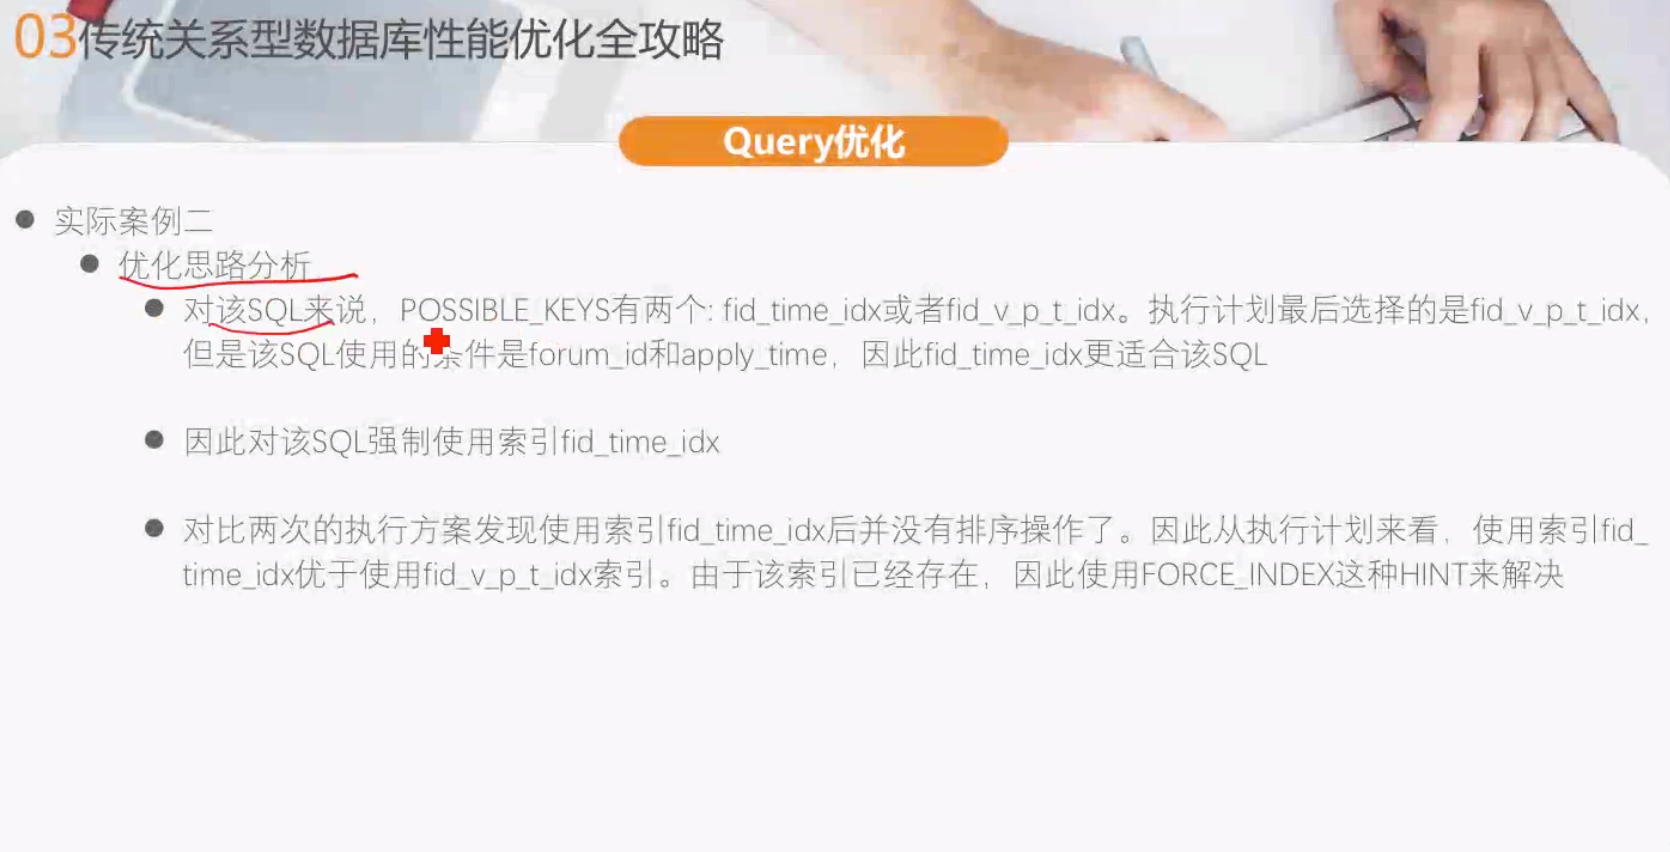 03传统关系型数据库性能优化全攻略
Query优化
实际案例二
优化思路分析
对该SQL来说，POSSIBLE_KEYS有两个: fid_time_idx或者fid_v_p_t_idx。执行计划最后选择的是fid_v_p_t_idx,
但是该SQL使用的条件是forum_id和apply_time，因此fid_time_idx更适合该SQL
因此对该SQL强制使用索引fid_time_idx
对比两次的执行方案发现使用索引fid_time_idx后并没有排序操作了。因此从执行计划来看，使用索引fid_
time_idx优于使用fid_v_p_t_idx索引。由于该索引已经存在，因此使用FORCE_INDEX这种HINT来解决